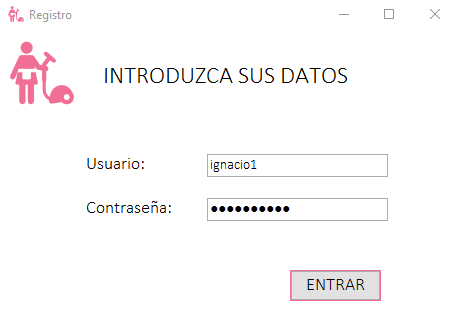 Registro
INTRODUZCA SUS DATOS
Usuario:
ignacio1
Contraseña:
●●●●●●●●●●
ENTRAR